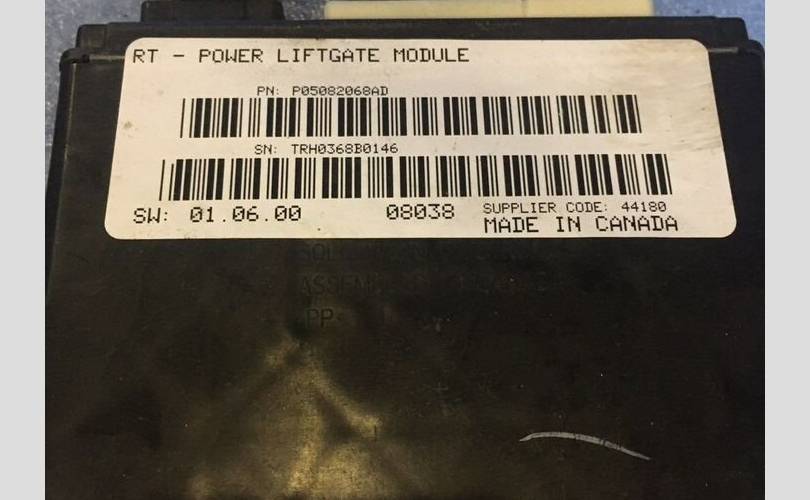 RT - POWER LIFTGATE MODULE
PN: P05082068AD
SN: TRH0368B0146
SW: 01.06.00 08038 SUPPLIER CODE: 44180
MADE IN CANADA